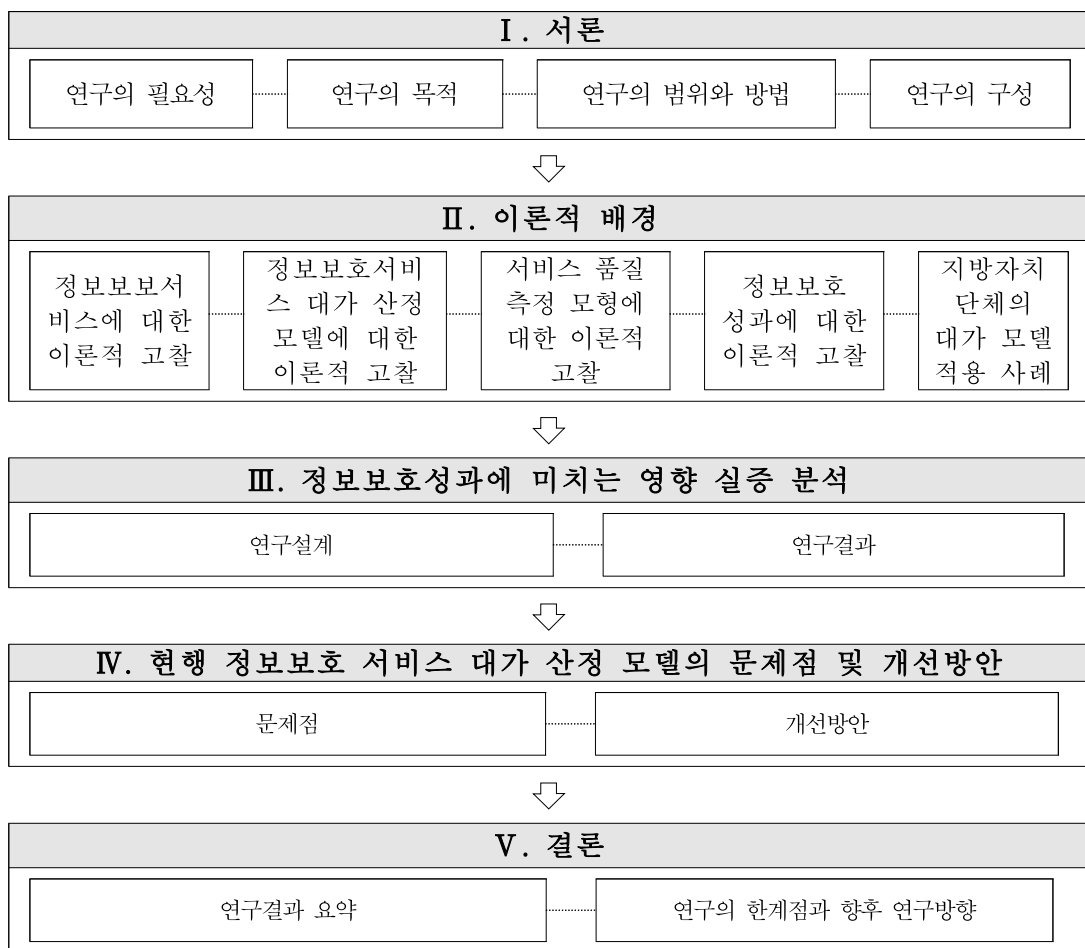 Ⅰ. 서론
연구의 필요성
연구의 목적
연구의 범위와 방법
연구의 구성
Ⅱ. 이론적 배경
정보보보서
비스에 대한
이론적 고찰
정보보호서비
스 대가 산정
모델에 대한
이론적 고찰
서비스 품질
측정 모형에
대한 이론적
고찰
정보보호
성과에 대한
이론적 고찰
지방자치
단체의
대가 모델
적용 사례
Ⅲ. 정보보호성과에 미치는 영향 실증 분석
연구설계
연구결과
Ⅳ. 현행 정보보호 서비스 대가 산정 모델의 문제점 및 개선방안
문제점
개선방안
Ⅴ. 결론
연구결과 요약
연구의 한계점과 향후 연구방향